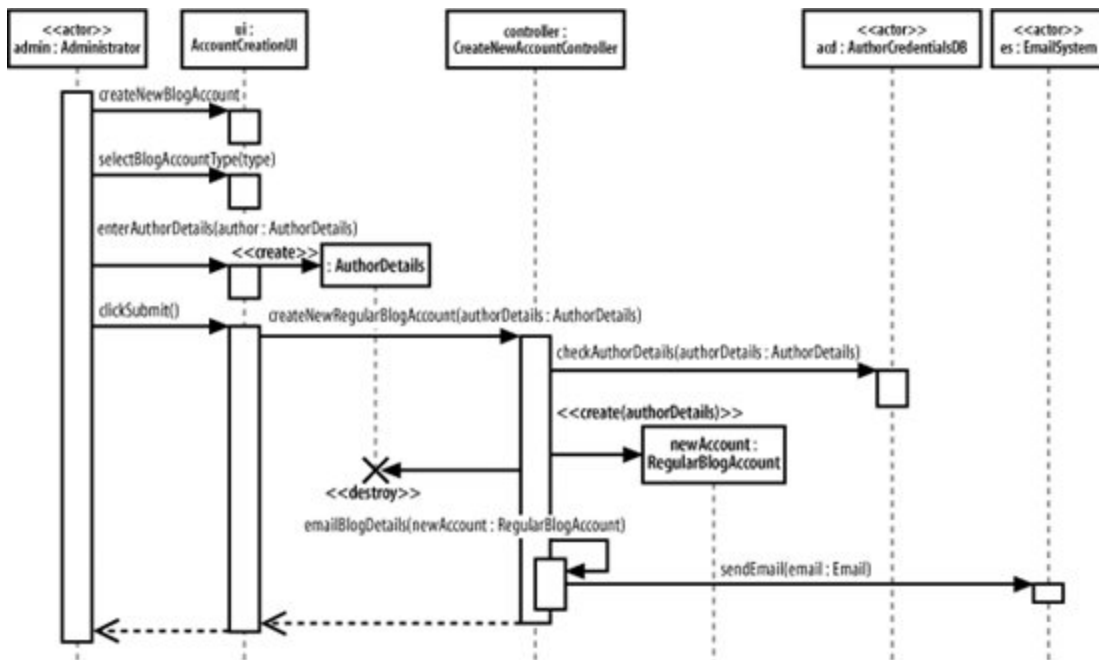 <<actor>>
admin : Administrator
ui :
AccountCreationUI
controller :
CreateNewAccountController
<<actor>>
acd : AuthorCredentialsDB
<<actor>>
es : EmailSystem
createNewBlogAccount
selectBlogAccountType(type)
enterAuthorDetails(author : AuthorDetails)
<<create>>
: AuthorDetails
clickSubmit()
createNewRegularBlogAccount(authorDetails : AuthorDetails)
checkAuthorDetails(authorDetails : AuthorDetails)
<<create(authorDetails)>>
newAccount :
RegularBlogAccount
<<destroy>>
emailBlogDetails(newAccount : RegularBlogAccount)
sendEmail(email : Email)